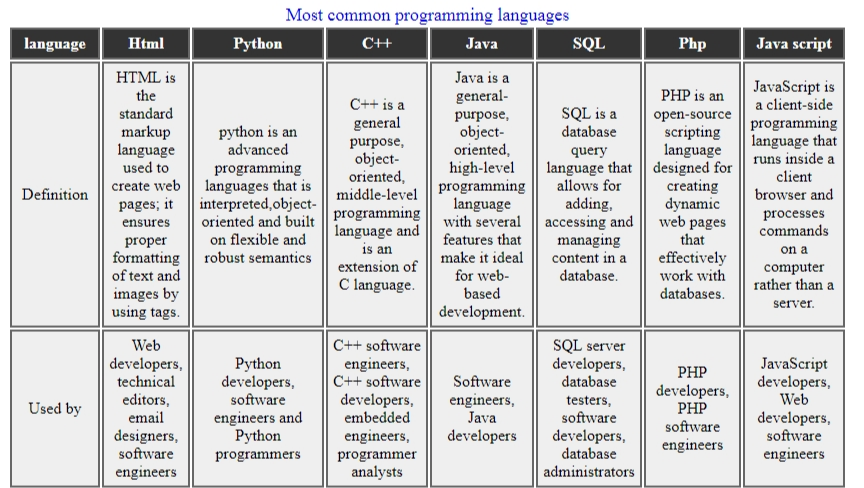 Most common programming languages
language
Html
Python
C++
Java
SQL
Php
Java script
Definition
HTML is
the
standard
markup
language
used to
create web
pages; it
ensures
proper
formatting
of text and
images by
using tags.
python is an
advanced
programming
languages that is
interpreted,object-
oriented and built
on flexible and
robust semantics
C++ is a
general
purpose,
object-
oriented,
middle-level
programming
language and
is an
extension of
C language.
Java is a
general-
purpose,
object-
oriented,
high-level
programming
language
with several
features that
make it ideal
for web-
based
development.
SQL is a
database
query
language that
allows for
adding,
accessing and
managing
content in a
database.
PHP is an
open-source
scripting
language
designed for
creating
dynamic
web pages
that
effectively
work with
databases.
JavaScript is
a client-side
programming
language that
runs inside a
client
browser and
processes
commands
on a
computer
rather than a
server.
Used by
Web
developers,
technical
editors,
email
designers,
software
engineers
Python
developers,
software
engineers and
Python
programmers
C++ software
engineers,
C++ software
developers,
embedded
engineers,
programmer
analysts
Software
engineers,
Java
developers
SQL server
developers,
database
testers,
software
developers,
database
administrators
PHP
developers,
PHP
software
engineers
JavaScript
developers,
Web
developers,
software
engineers